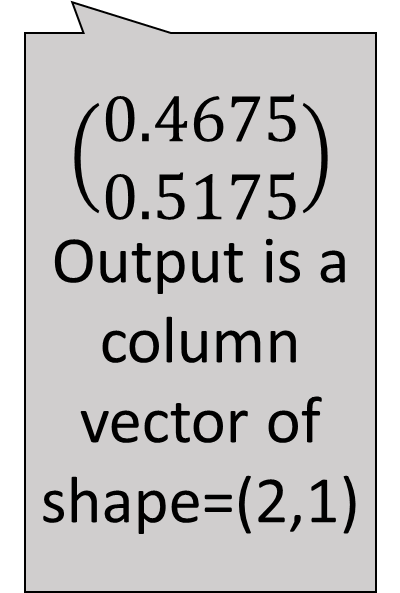 (0.4675
0.5175)
Output is a
column
vector of
shape=(2,1)